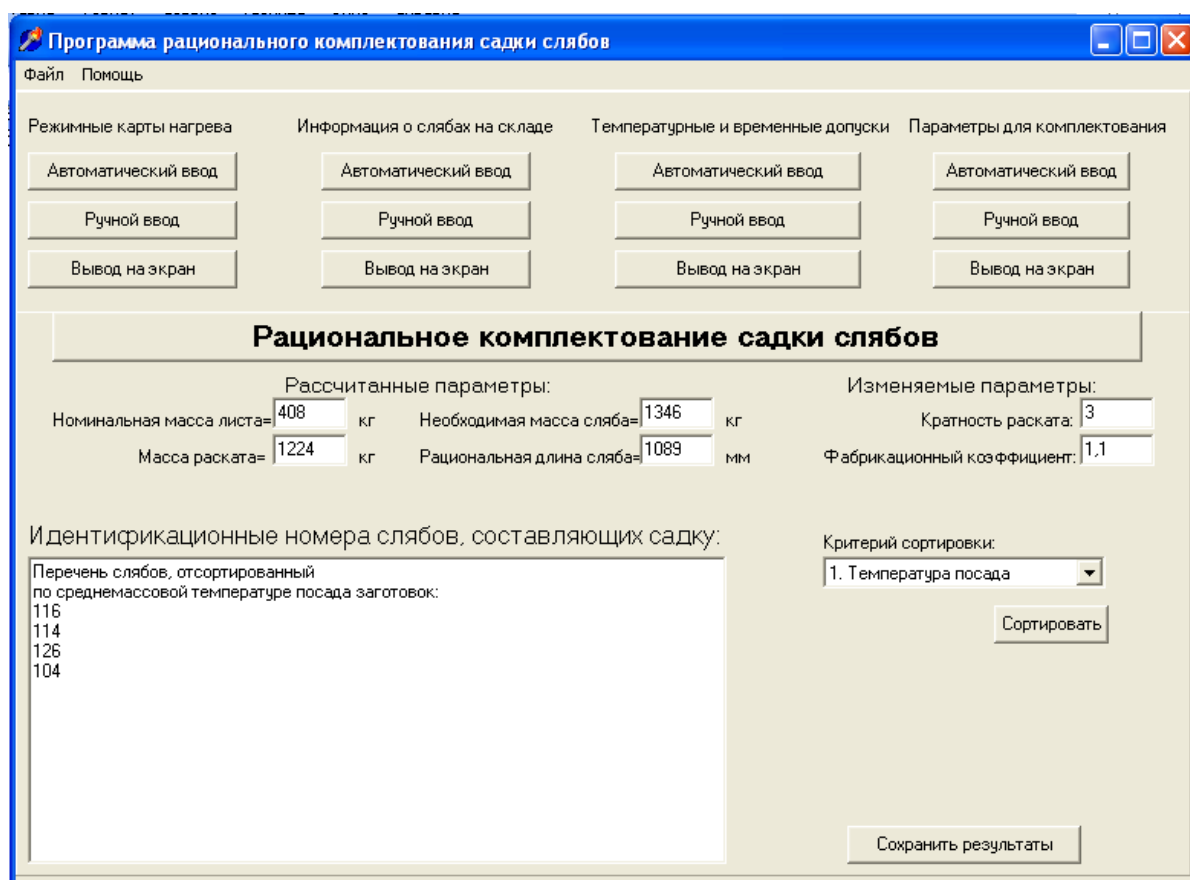 Программа рационального комплектования садки слябов
Файл Помощь
Режимные карты нагрева Информация о слябах на складе Температурные и временные допуски Параметры для комплектования
Автоматический ввод Автоматический ввод Автоматический ввод Автоматический ввод
Ручной ввод Ручной ввод Ручной ввод Ручной ввод
Вывод на экран Вывод на экран Вывод на экран Вывод на экран
Рациональное комплектование садки слябов
Рассчитанные параметры: Изменяемые параметры:
Номинальная масса листа= 408 кг Необходимая масса сляба= 1346 кг Кратность раската: 3
Масса раската= 1224 кг Рациональная длина сляба= 1089 мм Фабрикационный коэффициент: 1,1
Идентификационные номера слябов, составляющих садку: Критерий сортировки:
Перечень слябов, отсортированный 1. Температура посада
по среднемассовой температуре посада заготовок:
116
114 Сортировать
126
104
Сохранить результаты